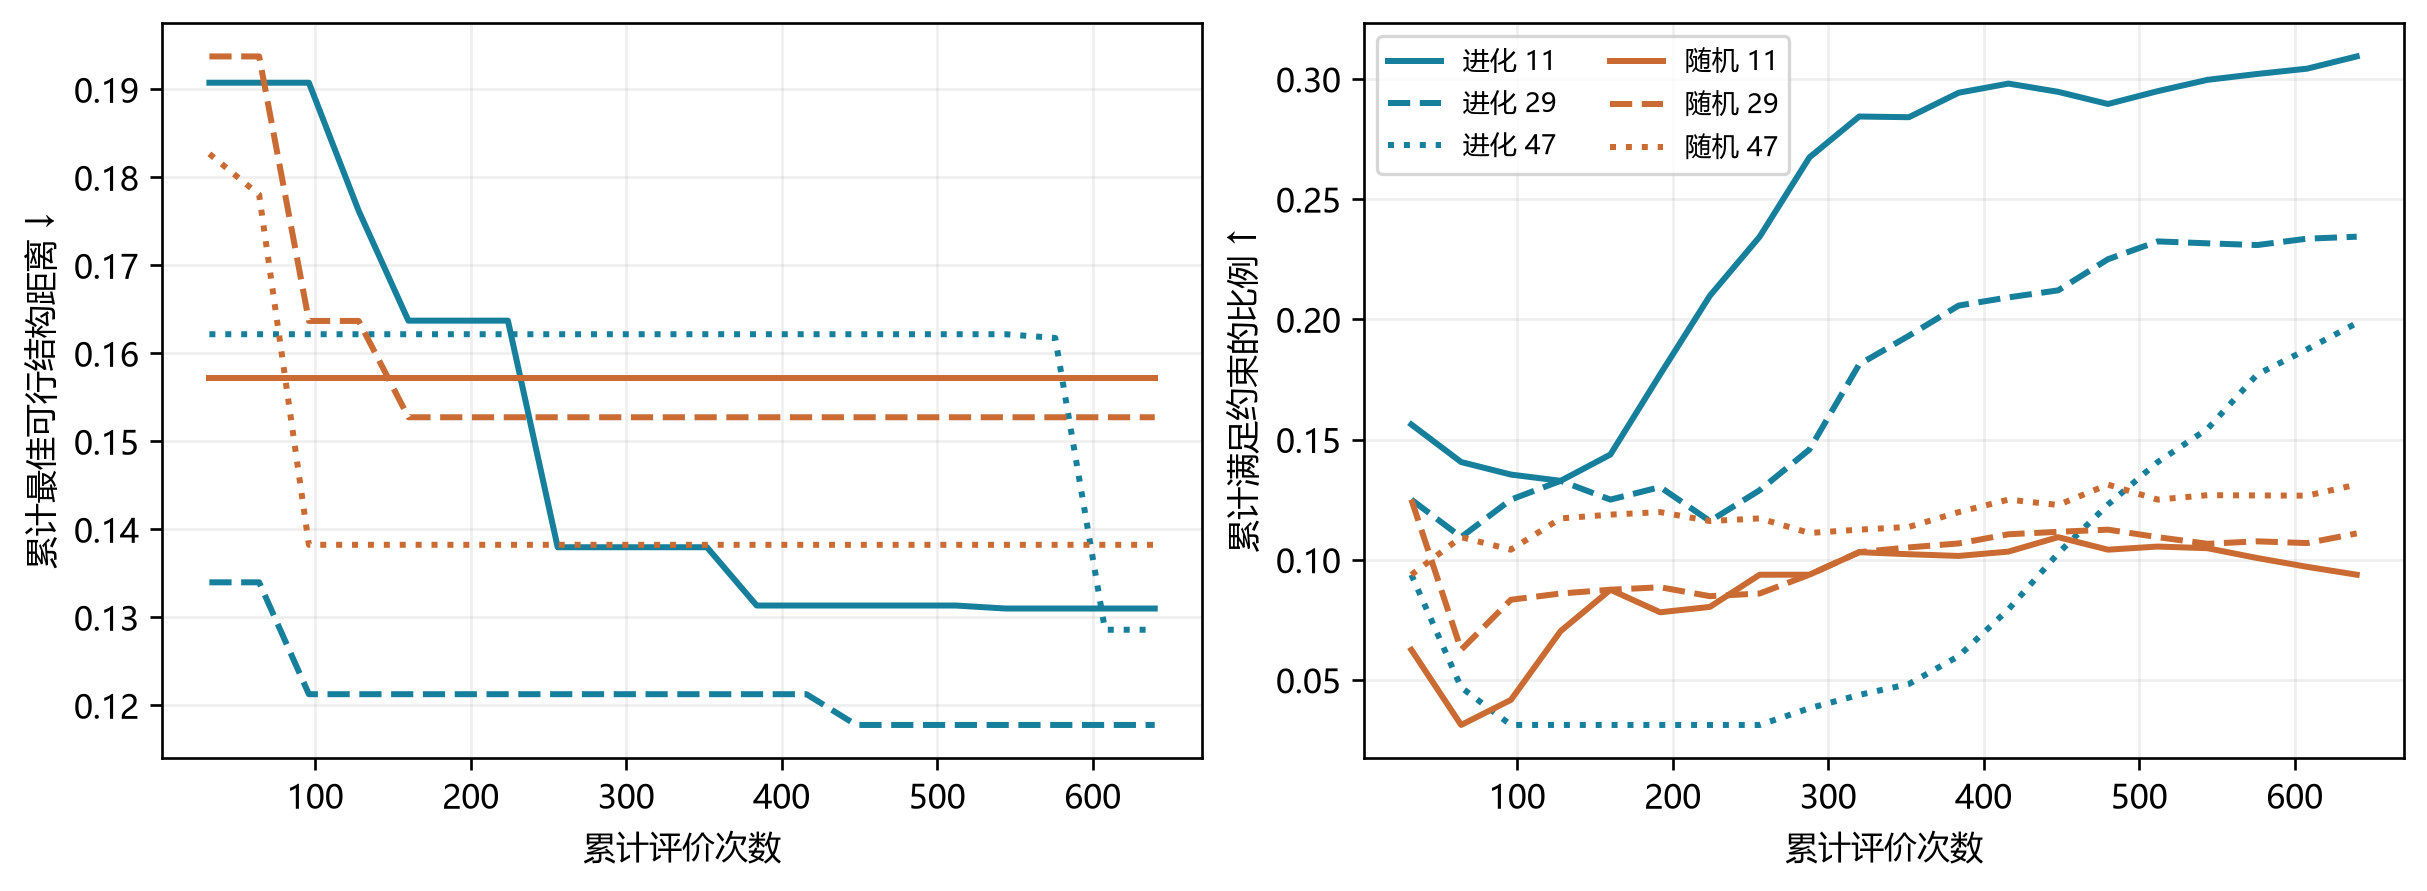 累计最佳可行结构距离 ↓
0.19
0.18
0.17
0.16
0.15
0.14
0.13
0.12
100 200 300 400 500 600
累计评价次数
累计满足约束的比例 ↑
0.30
0.25
0.20
0.15
0.10
0.05
进化 11 随机 11
进化 29 随机 29
进化 47 随机 47
100 200 300 400 500 600
累计评价次数